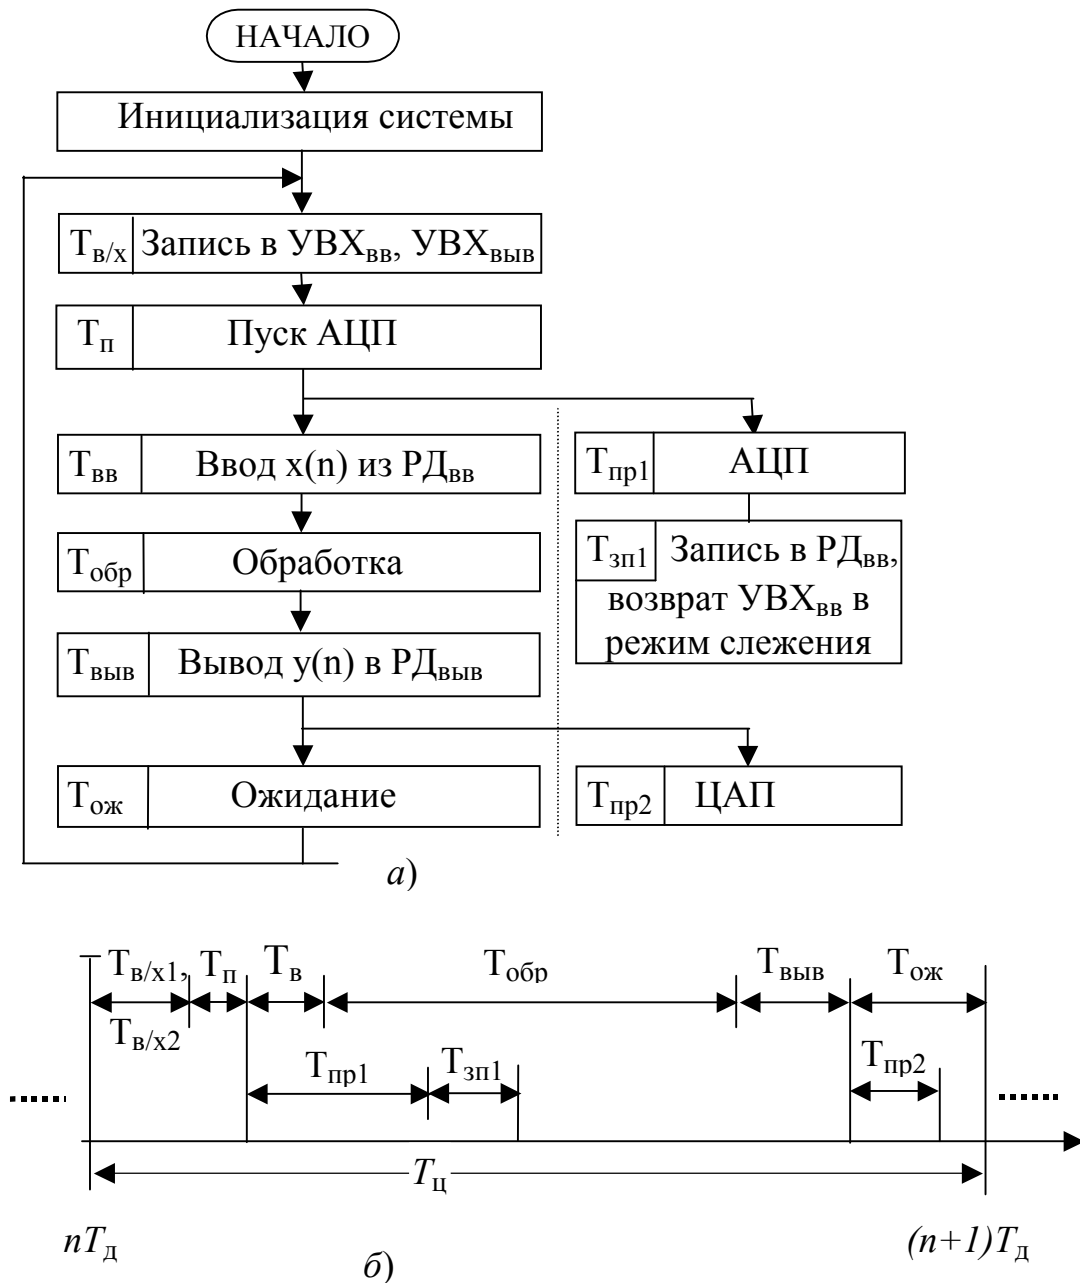 НАЧАЛО
Инициализация системы
Тв/х Запись в УВХвв, УВХвыв
Тп Пуск АЦП
Твв Ввод x(n) из РДвв
Тпр1 АЦП
Тобр Обработка
Тзп1 Запись в РДвв,
возврат УВХвв в
режим слежения
Твыв Вывод y(n) в РДвыв
Тож Ожидание
Тпр2 ЦАП
а)
Тв/х1, Тп Тв Тобр Твыв Тож
Тв/х2
Тпр1 Тзп1 Тпр2
Тц
nTд (n+1)Tд
б)